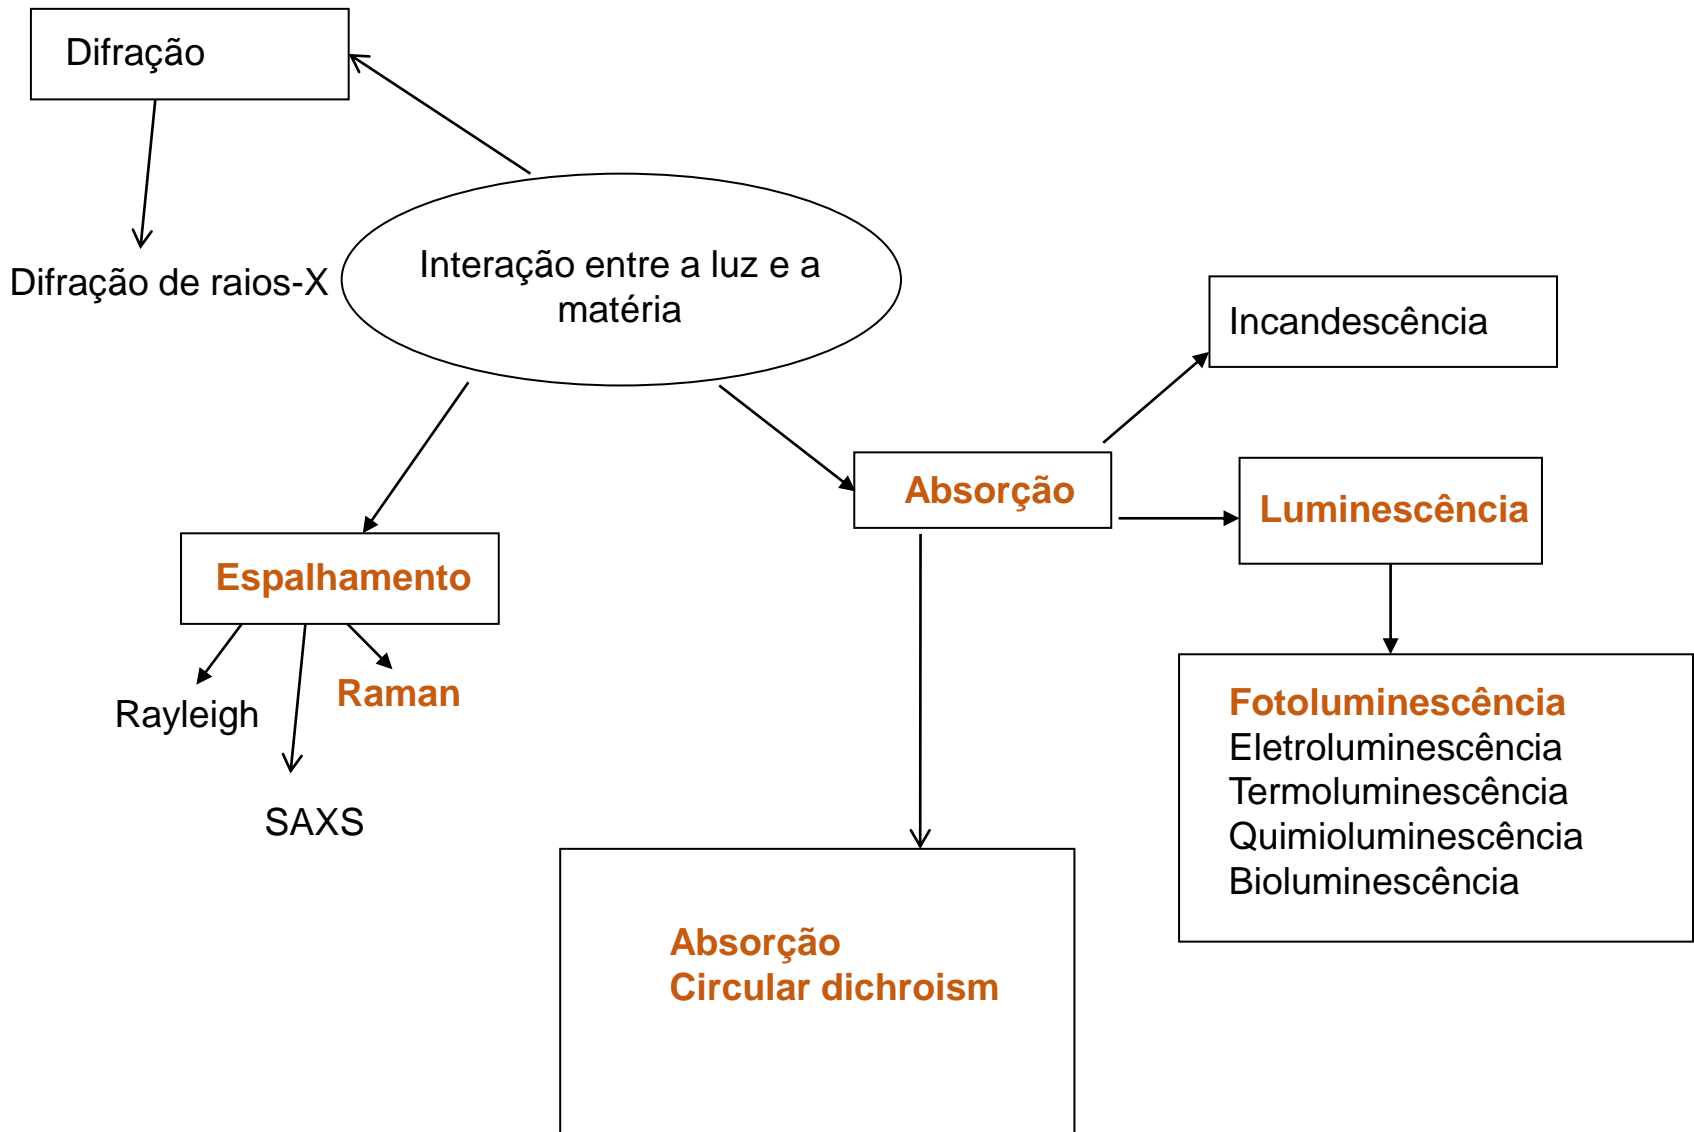 Difração
Difração de raios-X
Interação entre a luz e a
matéria
Incandescência
Absorção
Luminescência
Espalhamento
Rayleigh
Raman
SAXS
Fotoluminescência
Eletroluminescência
Termoluminescência
Quimioluminescência
Bioluminescência
Absorção
Circular dichroism